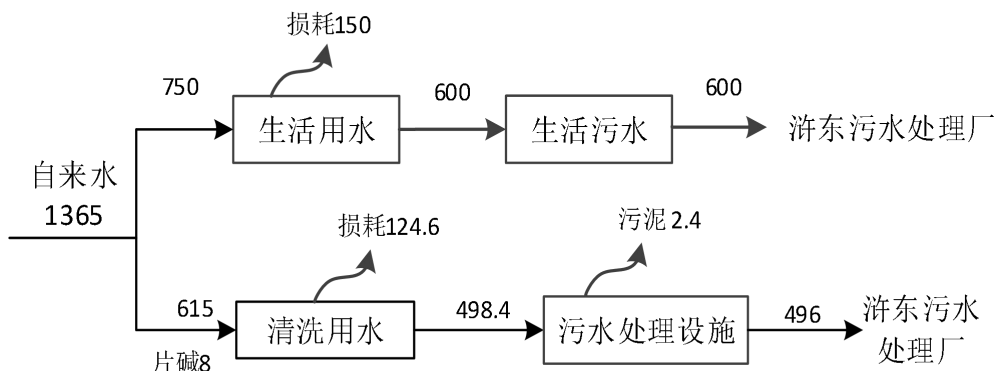 损耗150
750
生活用水
600
生活污水
600
浒东污水处理厂
自来水
1365
损耗124.6
污泥 2.4
615
清洗用水
498.4
污水处理设施
496
浒东污水
处理厂
片碱8